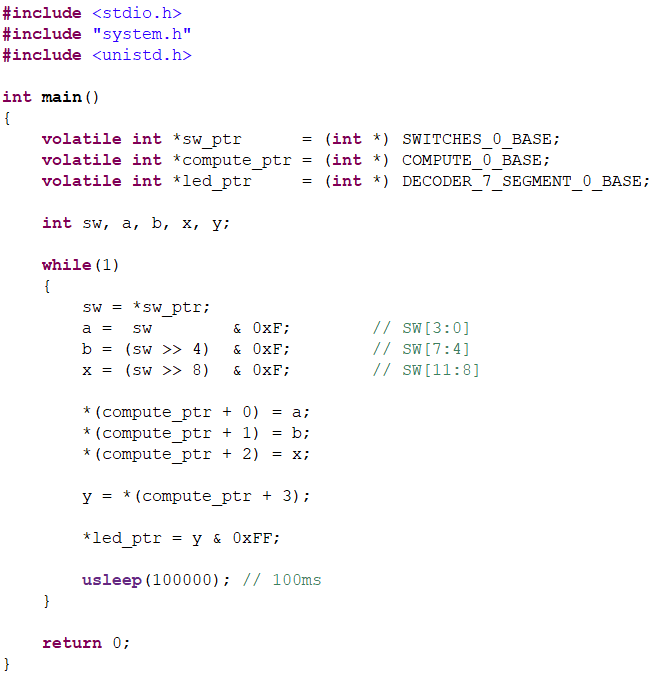 #include <stdio.h>
#include "system.h"
#include <unistd.h>

int main()
{
    volatile int *sw_ptr      = (int *) SWITCHES_0_BASE;
    volatile int *compute_ptr = (int *) COMPUTE_0_BASE;
    volatile int *led_ptr     = (int *) DECODER_7_SEGMENT_0_BASE;

    int sw, a, b, x, y;

    while(1)
    {
        sw = *sw_ptr;
        a =  sw        & 0xF;        // SW[3:0]
        b = (sw >> 4)  & 0xF;        // SW[7:4]
        x = (sw >> 8)  & 0xF;        // SW[11:8]

        *(compute_ptr + 0) = a;
        *(compute_ptr + 1) = b;
        *(compute_ptr + 2) = x;

        y = *(compute_ptr + 3);

        *led_ptr = y & 0xFF;

        usleep(100000); // 100ms
    }

    return 0;
}